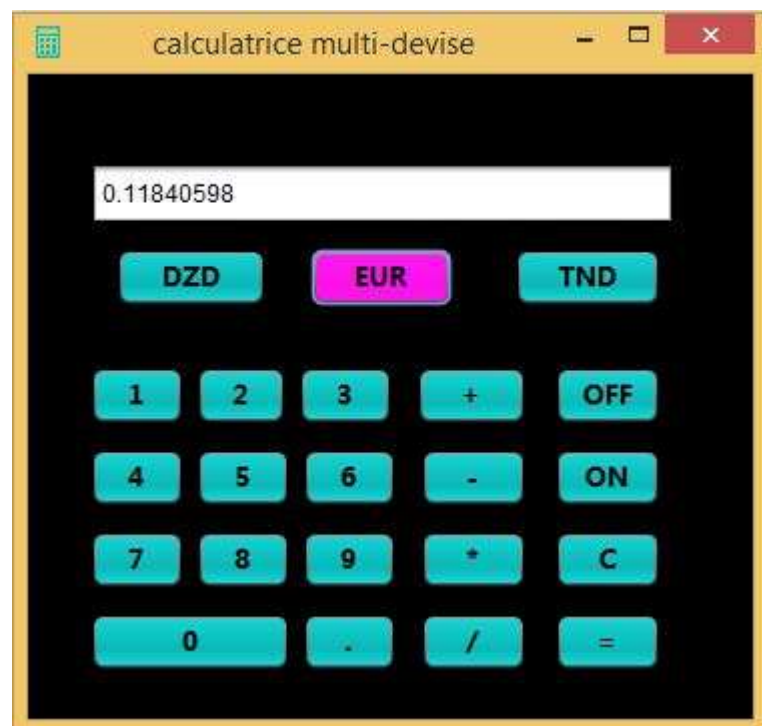 calculatrice multi-devise
0.11840598
DZD EUR TND
1 2 3 + OFF
4 5 6 - ON
7 8 9 * C
0 . / =